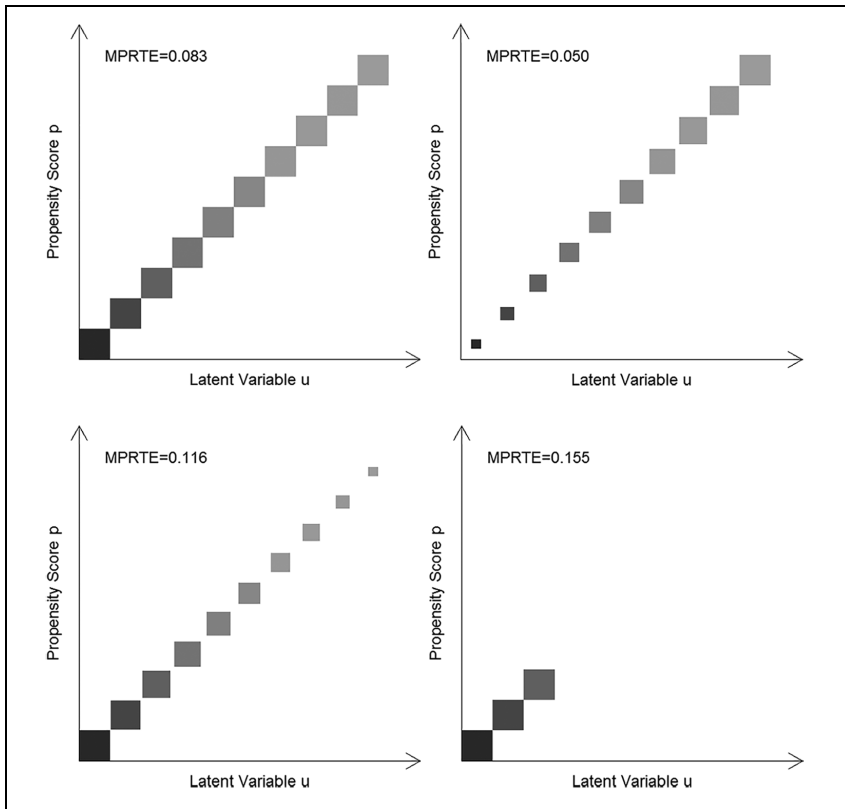 MPRTE=0.083
Propensity Score p
Latent Variable u
MPRTE=0.050
Propensity Score p
Latent Variable u
MPRTE=0.116
Propensity Score p
Latent Variable u
MPRTE=0.155
Propensity Score p
Latent Variable u